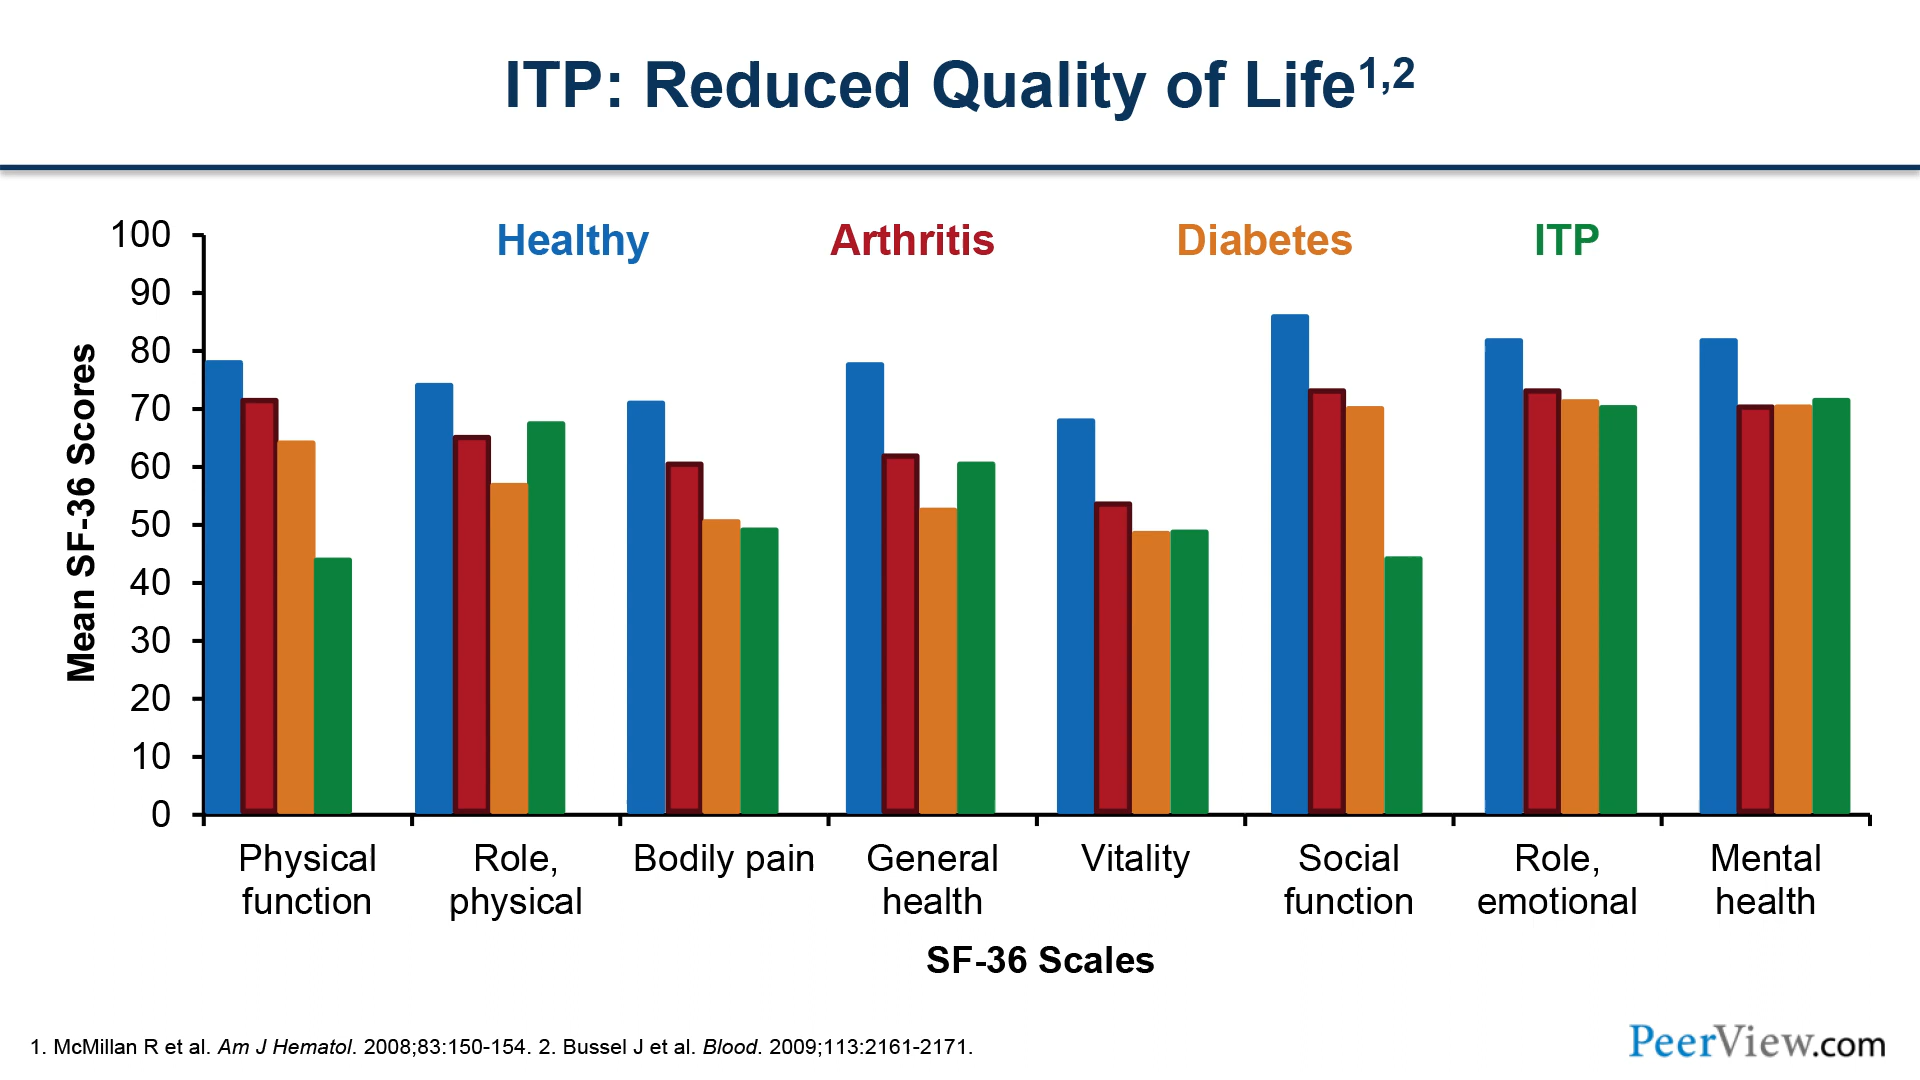 ITP: Reduced Quality of Life1,2
Healthy Arthritis Diabetes ITP
Mean SF-36 Scores
100
90
80
70
60
50
40
30
20
10
0
Physical function
Role, physical
Bodily pain
General health
Vitality
Social function
Role, emotional
Mental health
SF-36 Scales
1. McMillan R et al. Am J Hematol. 2008;83:150-154. 2. Bussel J et al. Blood. 2009;113:2161-2171.
PeerView.com